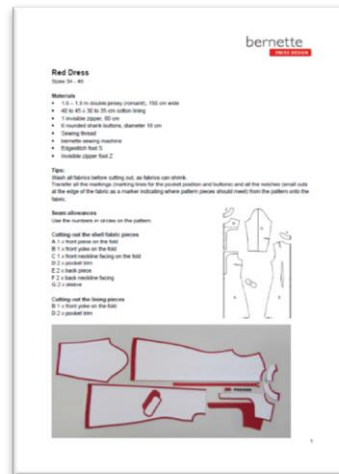 bernette
SWISS DESIGN
Red Dress
Sizes 34 - 46
Materials
• 1.6 – 1.9 m double jersey (romanit), 150 cm wide
• 40 to 45 x 30 to 35 cm cotton lining
• 1 invisible zipper, 60 cm
• 6 rounded shank buttons, diameter 10 cm
• Sewing thread
• bernette sewing machine
• Edgestitch foot S
• Invisible zipper foot Z
Tips:
Wash all fabrics before cutting out, as fabrics can shrink.
Transfer all the markings (marking lines for the pocket position and buttons) and all the notches (small cuts
at the edge of the fabric as a marker indicating where pattern pieces should meet) from the pattern onto the
fabric.
Seam allowances
Use the numbers in circles on the pattern.
Cutting out the shell fabric pieces
A 1 x front piece on the fold
B 1 x front yoke on the fold
C 1 x front neckline facing on the fold
D 2 x pocket trim
E 2 x back piece
F 2 x back neckline facing
G 2 x sleeve
Cutting out the lining pieces
B 1 x front yoke on the fold
D 2 x pocket trim
1